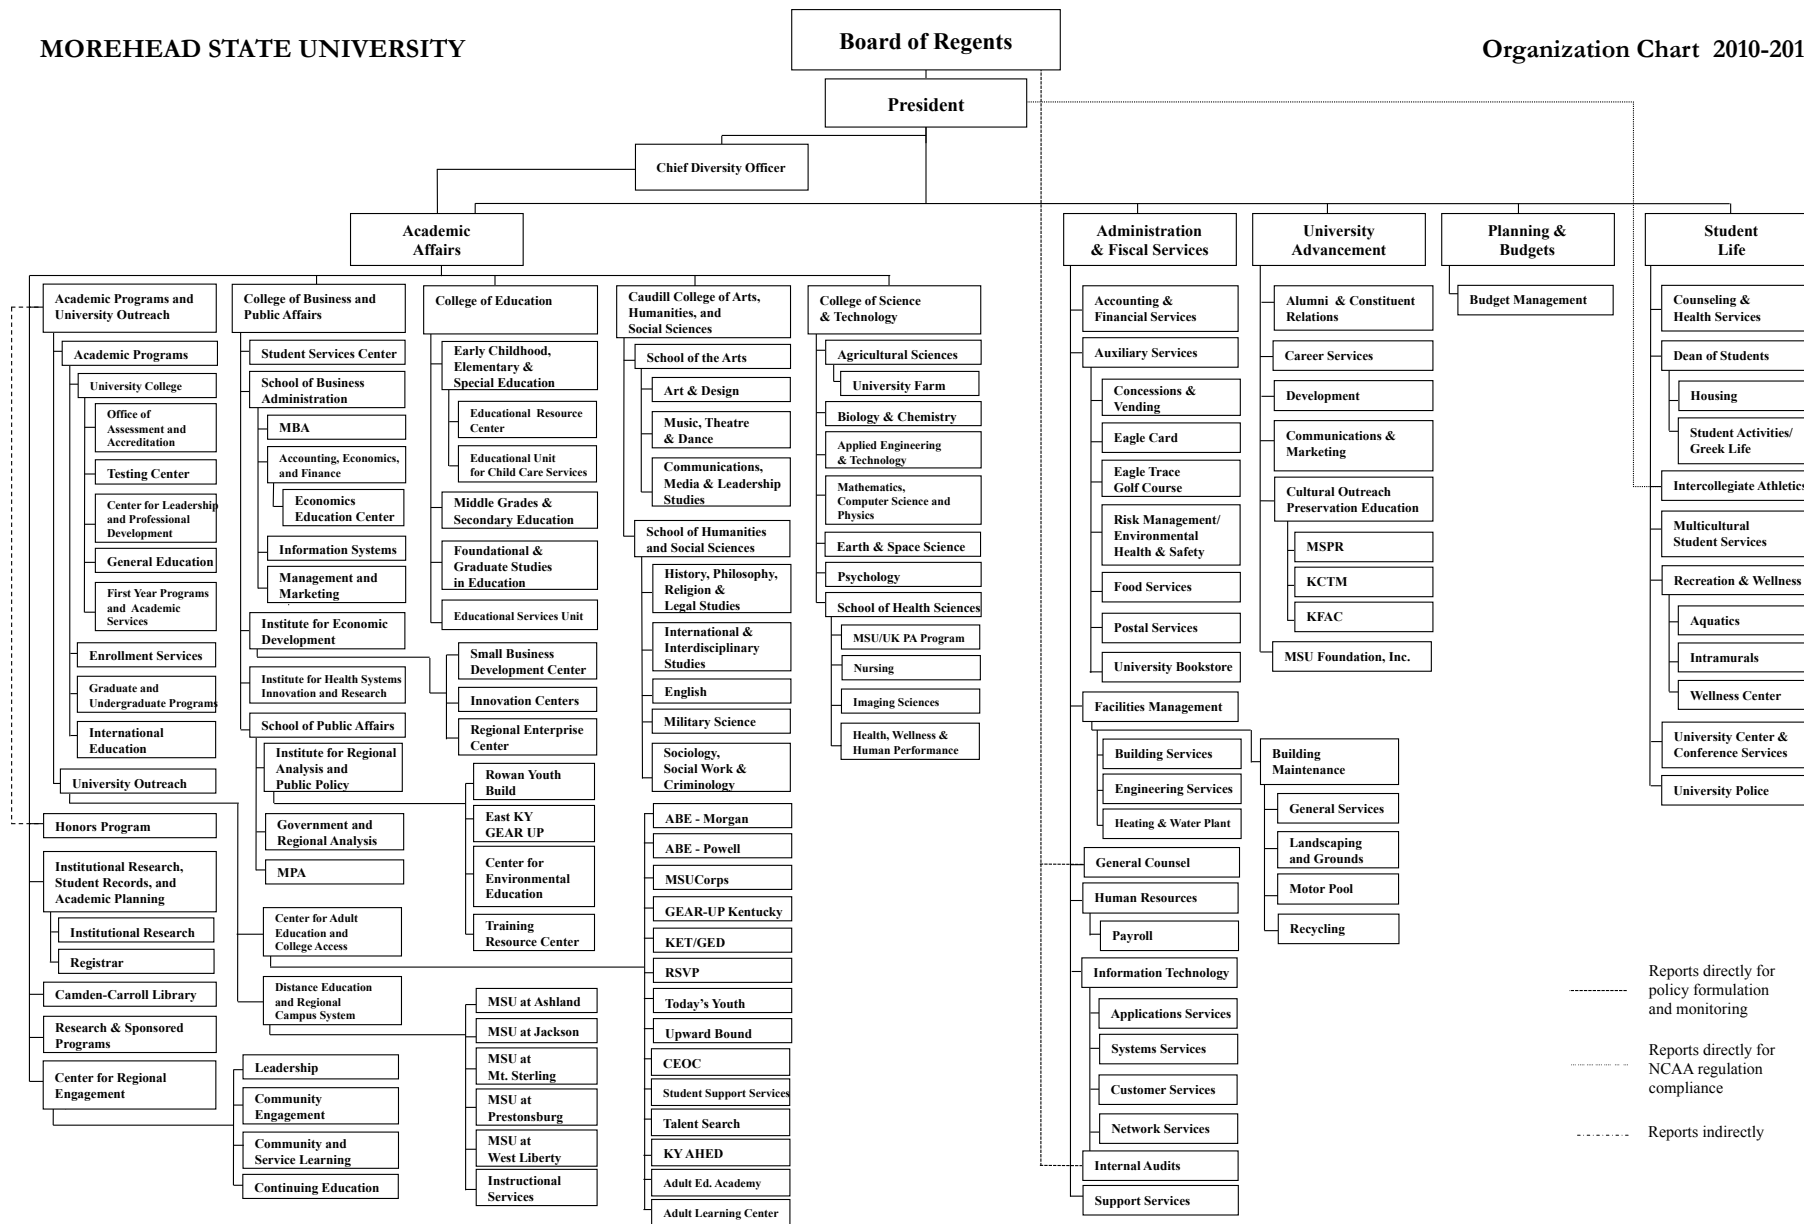 MOREHEAD STATE UNIVERSITY
Board of Regents
Organization Chart 2010-201
President
Chief Diversity Officer
Academic
Affairs
Administration
& Fiscal Services
University
Advancement
Planning &
Budgets
Student
Life
Academic Programs and
University Outreach
Academic Programs
University College
Office of
Assessment and
Accreditation
Testing Center
Center for Leadership
and Professional
Development
General Education
First Year Programs
and Academic
Services
Enrollment Services
Graduate and
Undergraduate Programs
International
Education
University Outreach
Honors Program
Institutional Research,
Student Records, and
Academic Planning
Institutional Research
Registrar
Camden-Carroll Library
Research & Sponsored
Programs
Center for Regional
Engagement
Leadership
Community
Engagement
Community and
Service Learning
Continuing Education
College of Business and
Public Affairs
Student Services Center
School of Business
Administration
MBA
Accounting, Economics,
and Finance
Economics
Education Center
Information Systems
Management and
Marketing
Institute for Economic
Development
Institute for Health Systems
Innovation and Research
School of Public Affairs
Institute for Regional
Analysis and
Public Policy
Government and
Regional Analysis
MPA
Center for Adult
Education and
College Access
Distance Education
and Regional
Campus System
College of Education
Early Childhood,
Elementary &
Special Education
Educational Resource
Center
Educational Unit
for Child Care Services
Middle Grades &
Secondary Education
Foundational &
Graduate Studies
in Education
Educational Services Unit
Small Business
Development Center
Innovation Centers
Regional Enterprise
Center
Rowan Youth
Build
East KY
GEAR UP
Center for
Environmental
Education
Training
Resource Center
MSU at Ashland
MSU at Jackson
MSU at
Mt. Sterling
MSU at
Prestonsburg
MSU at
West Liberty
Instructional
Services
Caudill College of Arts,
Humanities, and
Social Sciences
School of the Arts
Art & Design
Music, Theatre
& Dance
Communications,
Media & Leadership
Studies
School of Humanities
and Social Sciences
History, Philosophy,
Religion &
Legal Studies
International &
Interdisciplinary
Studies
English
Military Science
Sociology,
Social Work &
Criminology
ABE - Morgan
ABE - Powell
MSUCorps
GEAR-UP Kentucky
KET/GED
RSVP
Today's Youth
Upward Bound
CEOC
Student Support Services
Talent Search
KY AHED
Adult Ed. Academy
Adult Learning Center
College of Science
& Technology
Agricultural Sciences
University Farm
Biology & Chemistry
Applied Engineering
& Technology
Mathematics,
Computer Science and
Physics
Earth & Space Science
Psychology
School of Health Sciences
MSU/UK PA Program
Nursing
Imaging Sciences
Health, Wellness &
Human Performance
Accounting &
Financial Services
Auxiliary Services
Concessions &
Vending
Eagle Card
Eagle Trace
Golf Course
Risk Management/
Environmental
Health & Safety
Food Services
Postal Services
University Bookstore
Facilities Management
Building Services
Engineering Services
Heating & Water Plant
General Counsel
Human Resources
Payroll
Information Technology
Applications Services
Systems Services
Customer Services
Network Services
Internal Audits
Support Services
Alumni & Constituent
Relations
Career Services
Development
Communications &
Marketing
Cultural Outreach
Preservation Education
MSPR
KCTM
KFAC
MSU Foundation, Inc.
Building
Maintenance
General Services
Landscaping
and Grounds
Motor Pool
Recycling
Budget Management
Counseling &
Health Services
Dean of Students
Housing
Student Activities/
Greek Life
Intercollegiate Athletics
Multicultural
Student Services
Recreation & Wellness
Aquatics
Intramurals
Wellness Center
University Center &
Conference Services
University Police
Reports directly for
policy formulation
and monitoring
Reports directly for
NCAA regulation
compliance
Reports indirectly